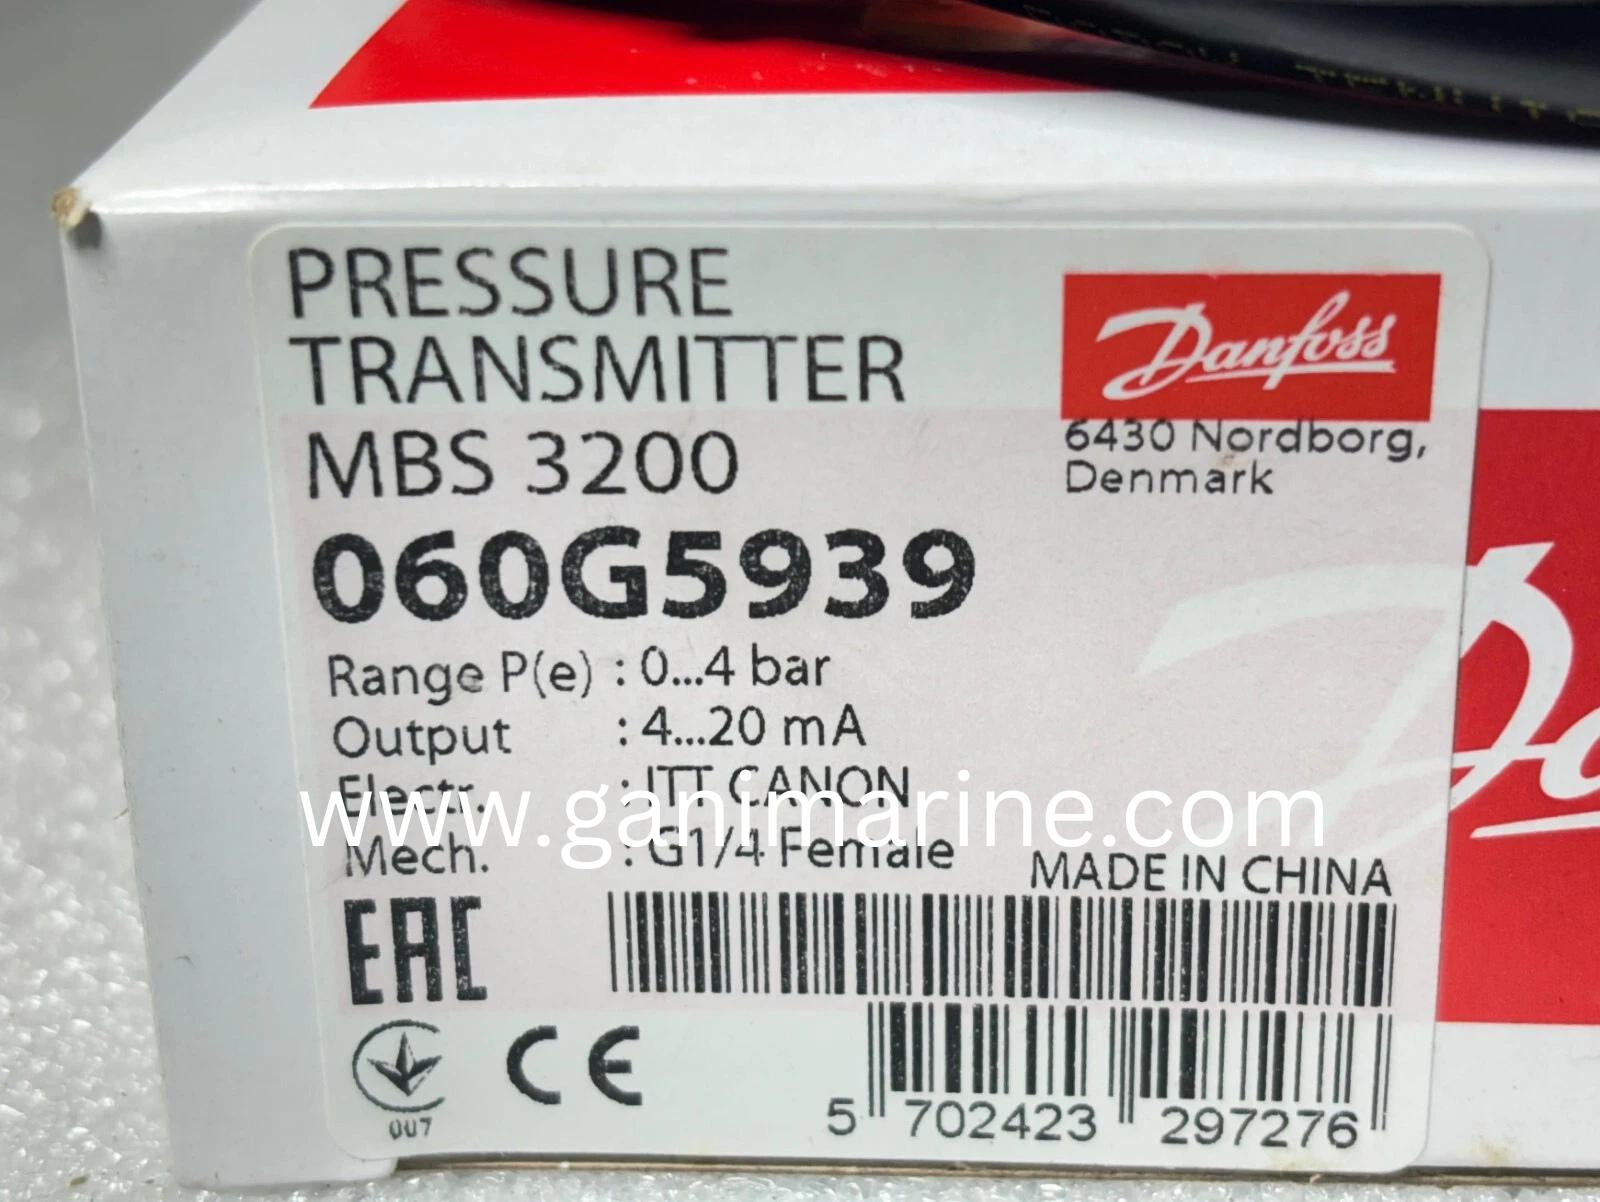 PRESSURE
TRANSMITTER
MBS 3200
060G5939
Danfoss
6430 Nordborg,
Denmark
Range P(e) : 0...4 bar
Output : 4...20 mA
Electr. : ITT CANON
www.ganimarine.com
Mech. : G1/4 Female
MADE IN CHINA
EAC
007
CE
5 702423 297276
Da